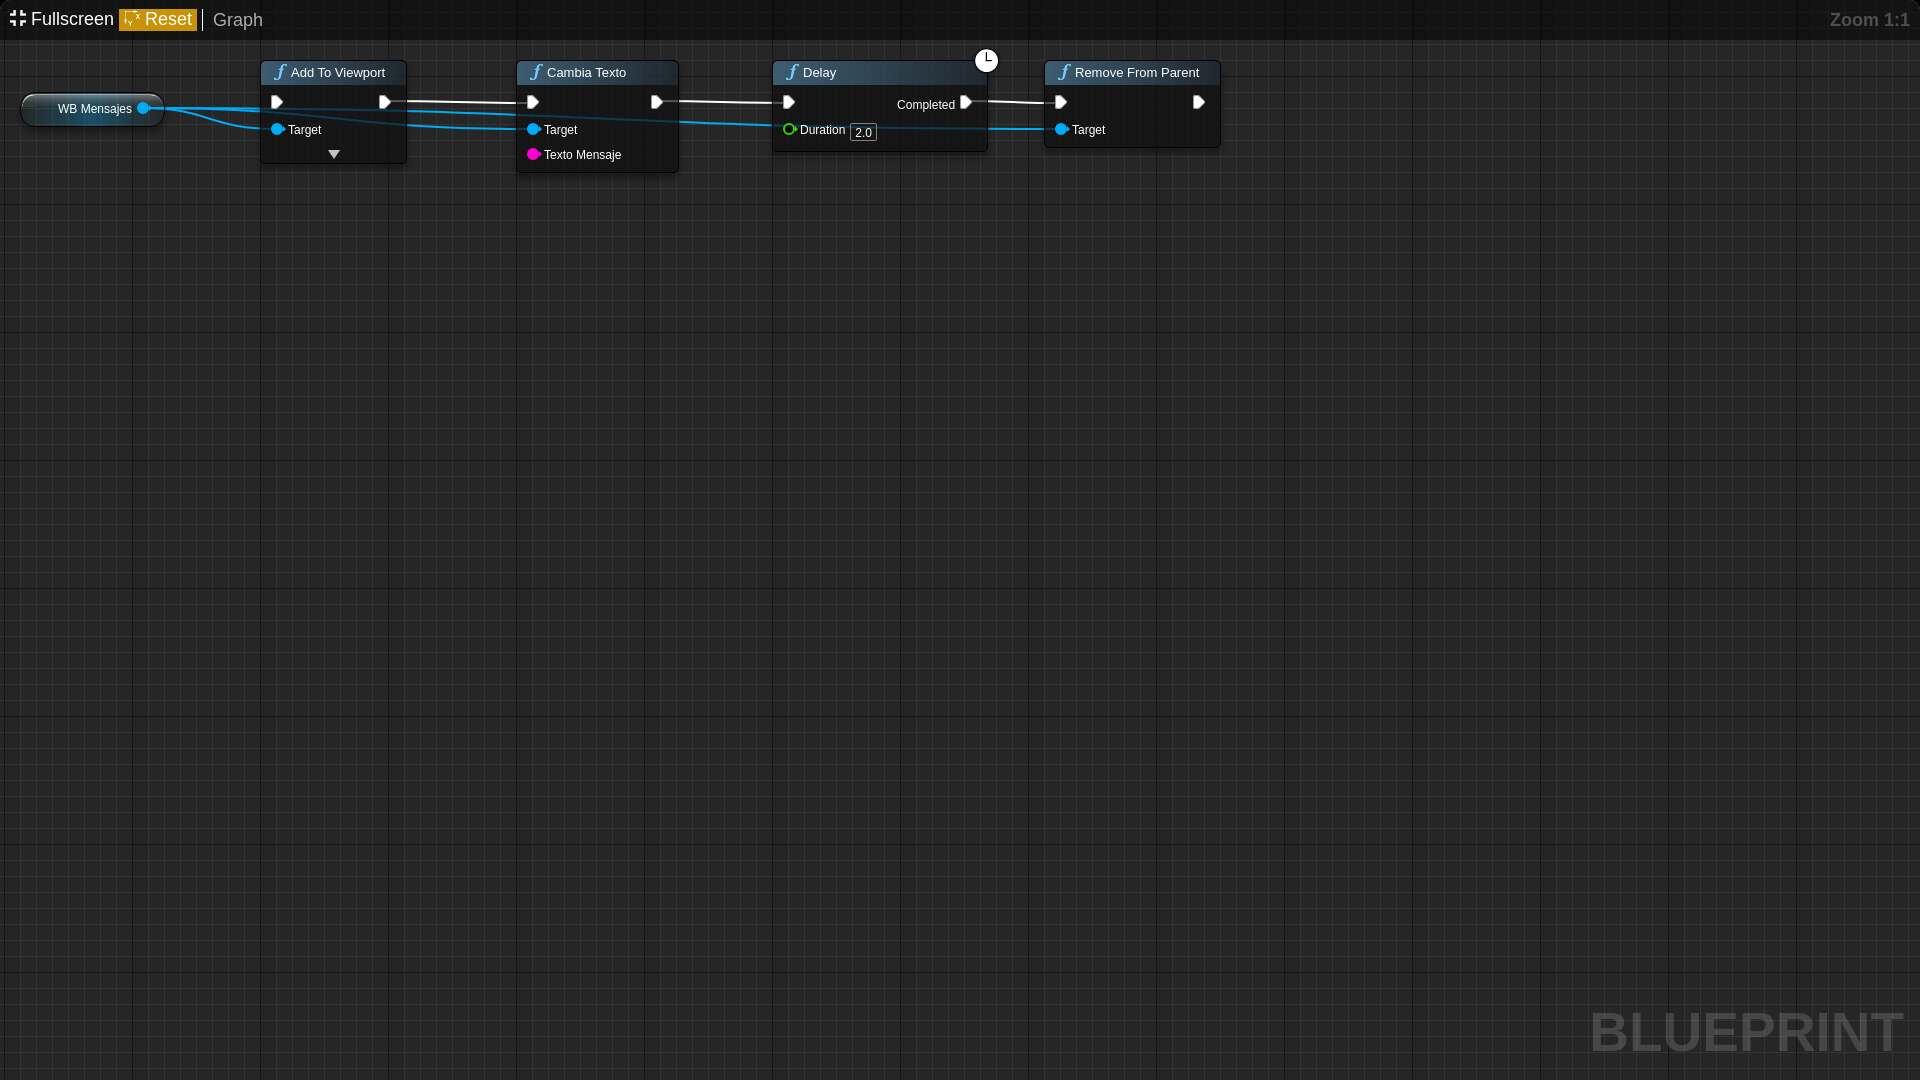 Fullscreen Reset Graph Zoom 1:1
Add To Viewport
Cambia Texto
Delay
Remove From Parent
WB Mensajes
Completed
Target
Target
Duration 2.0
Target
Texto Mensaje
BLUEPRINT